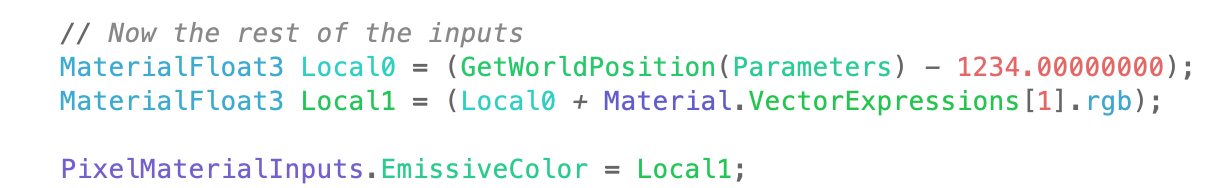 // Now the rest of the inputs
MaterialFloat3 Local0 = (GetWorldPosition(Parameters) - 1234.00000000);
MaterialFloat3 Local1 = (Local0 + Material.VectorExpressions[1].rgb);
PixelMaterialInputs.EmissiveColor = Local1;